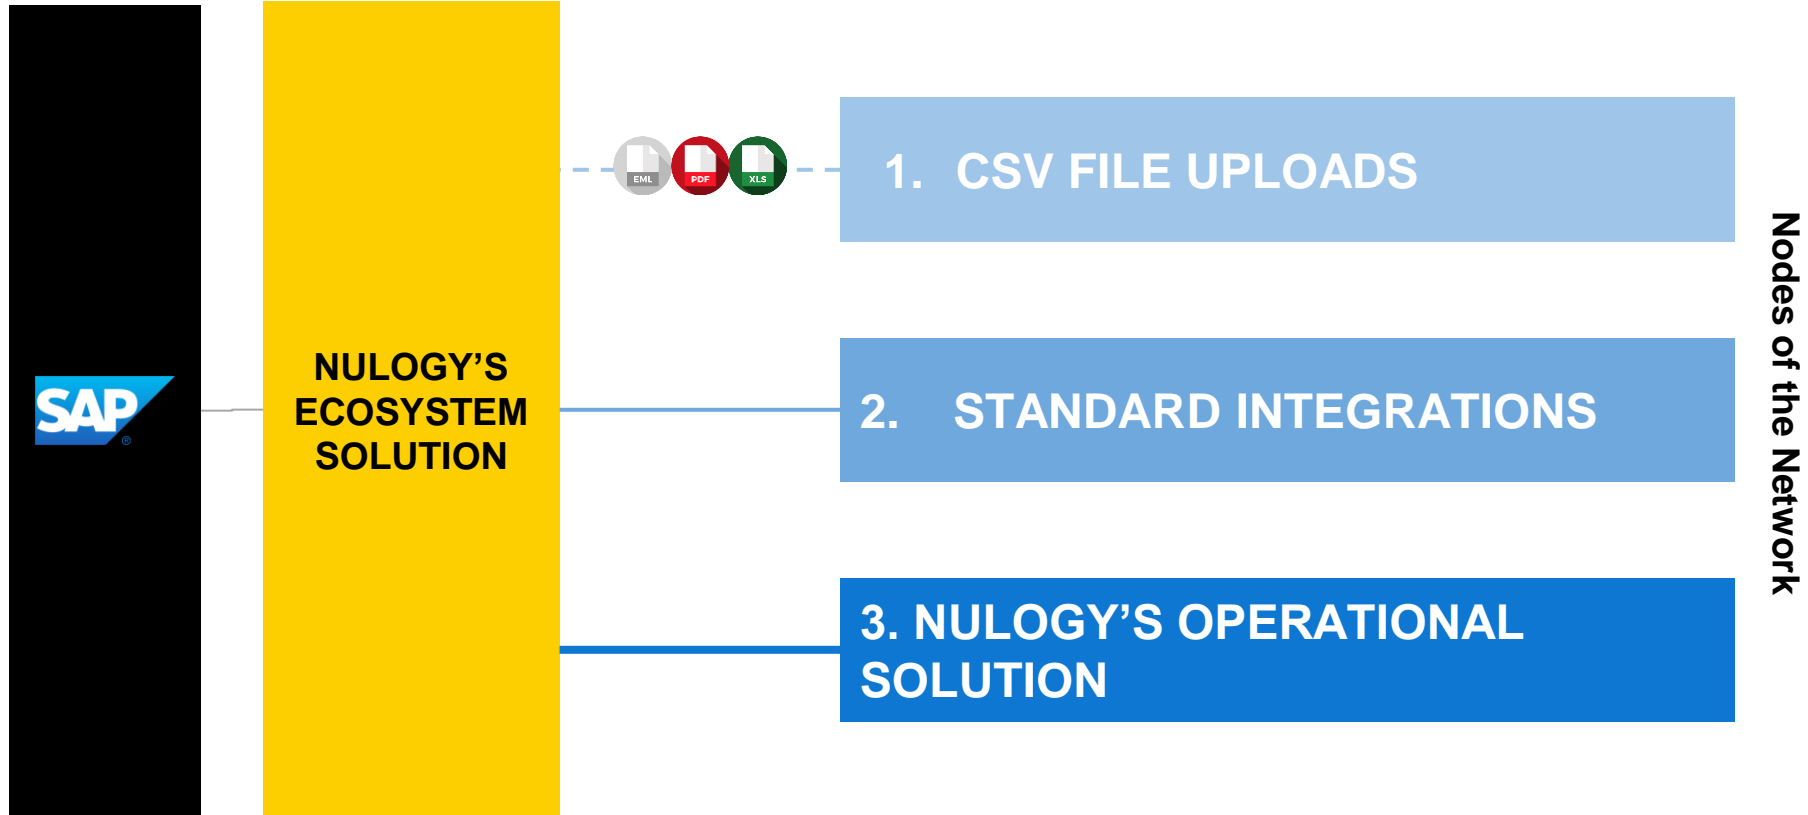 SAP
®
NULOGY’S
ECOSYSTEM
SOLUTION
EML
PDF
XLS
1. CSV FILE UPLOADS
2. STANDARD INTEGRATIONS
3. NULOGY’S OPERATIONAL
SOLUTION
Nodes of the Network